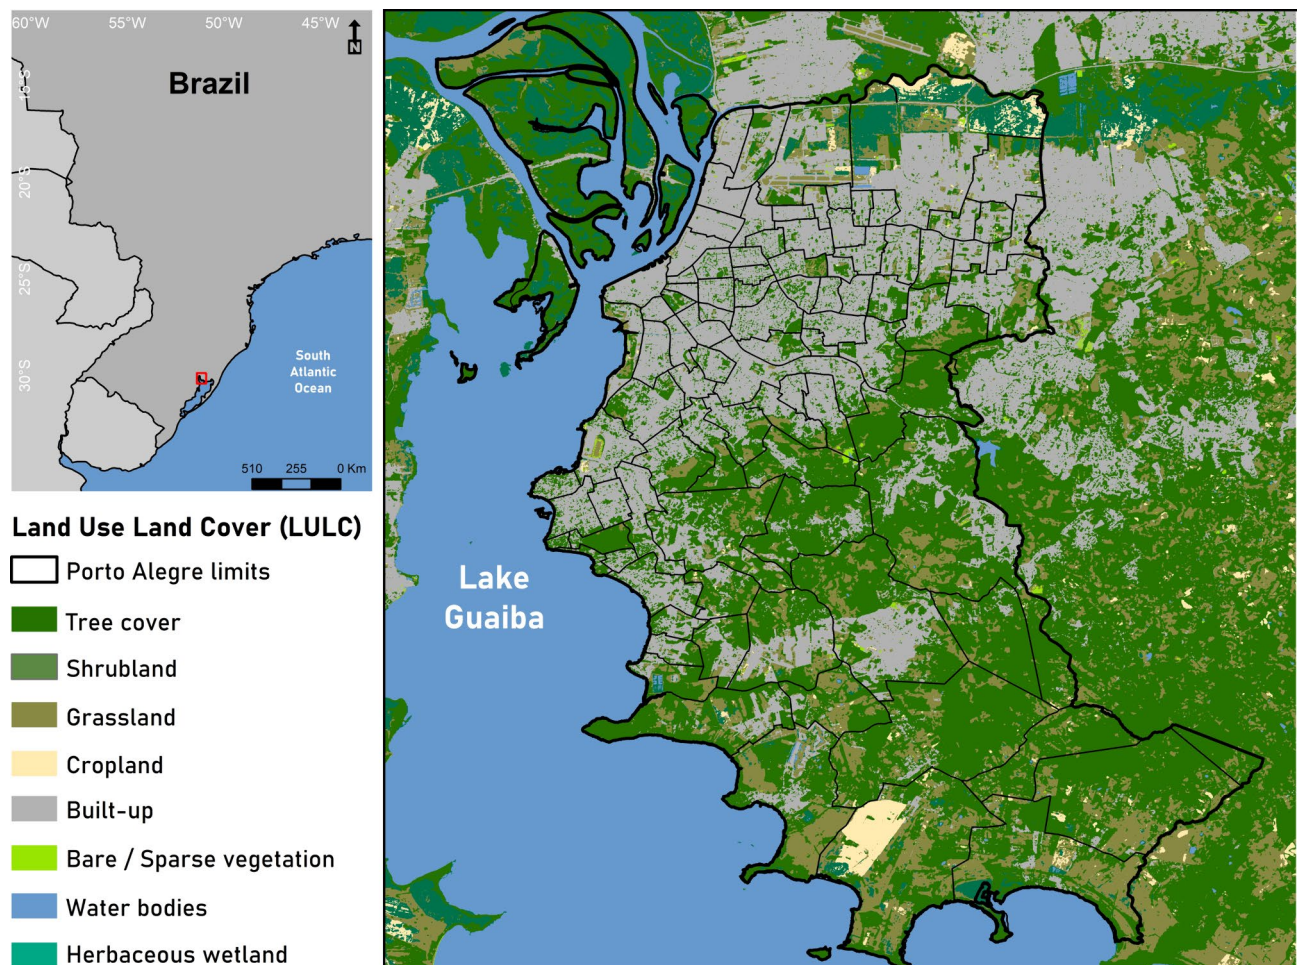 60°W 55°W 50°W 45°W
N
Brazil
15°S
20°S
25°S
30°S
South
Atlantic
Ocean
510 255 0 Km
Land Use Land Cover (LULC)
Porto Alegre limits
Tree cover
Shrubland
Grassland
Cropland
Built-up
Bare / Sparse vegetation
Water bodies
Herbaceous wetland
Lake
Guaiba